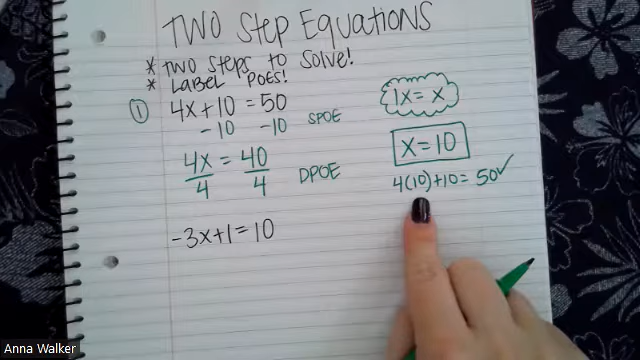 TWO STEP EQUATIONS
* TWO STEPS TO SOLVE!
* LABEL POES!
① 4x+10=50
-10 -10 SPOE
4x = 40
4 4 DPOE
1x = x
x=10
4(10)+10= 50✓
-3x+1=10
Anna Walker